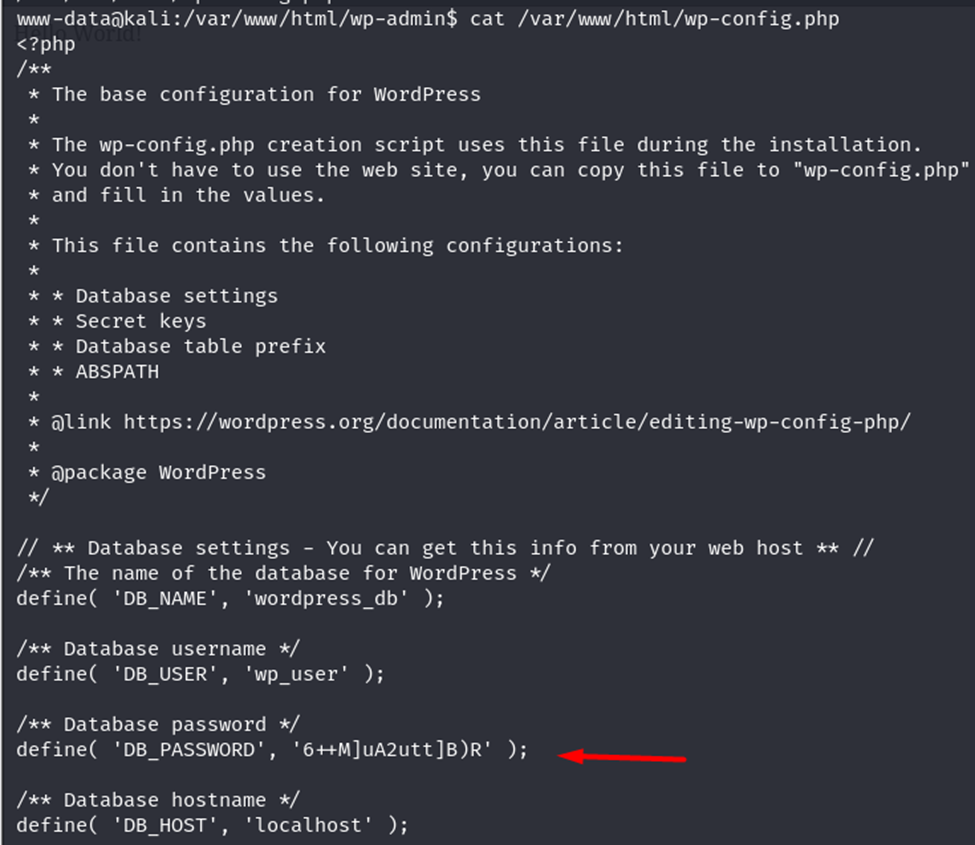 www-data@kali:/var/www/html/wp-admin$ cat /var/www/html/wp-config.php
Hello World!
<?php
/**
 * The base configuration for WordPress
 *
 * The wp-config.php creation script uses this file during the installation.
 * You don't have to use the web site, you can copy this file to "wp-config.php"
 * and fill in the values.
 *
 * This file contains the following configurations:
 *
 * * Database settings
 * * Secret keys
 * * Database table prefix
 * * ABSPATH
 *
 * @link https://wordpress.org/documentation/article/editing-wp-config-php/
 *
 * @package WordPress
 */

// ** Database settings - You can get this info from your web host ** //
/** The name of the database for WordPress */
define( 'DB_NAME', 'wordpress_db' );

/** Database username */
define( 'DB_USER', 'wp_user' );

/** Database password */
define( 'DB_PASSWORD', '6++M]uA2utt]B)R' );

/** Database hostname */
define( 'DB_HOST', 'localhost' );